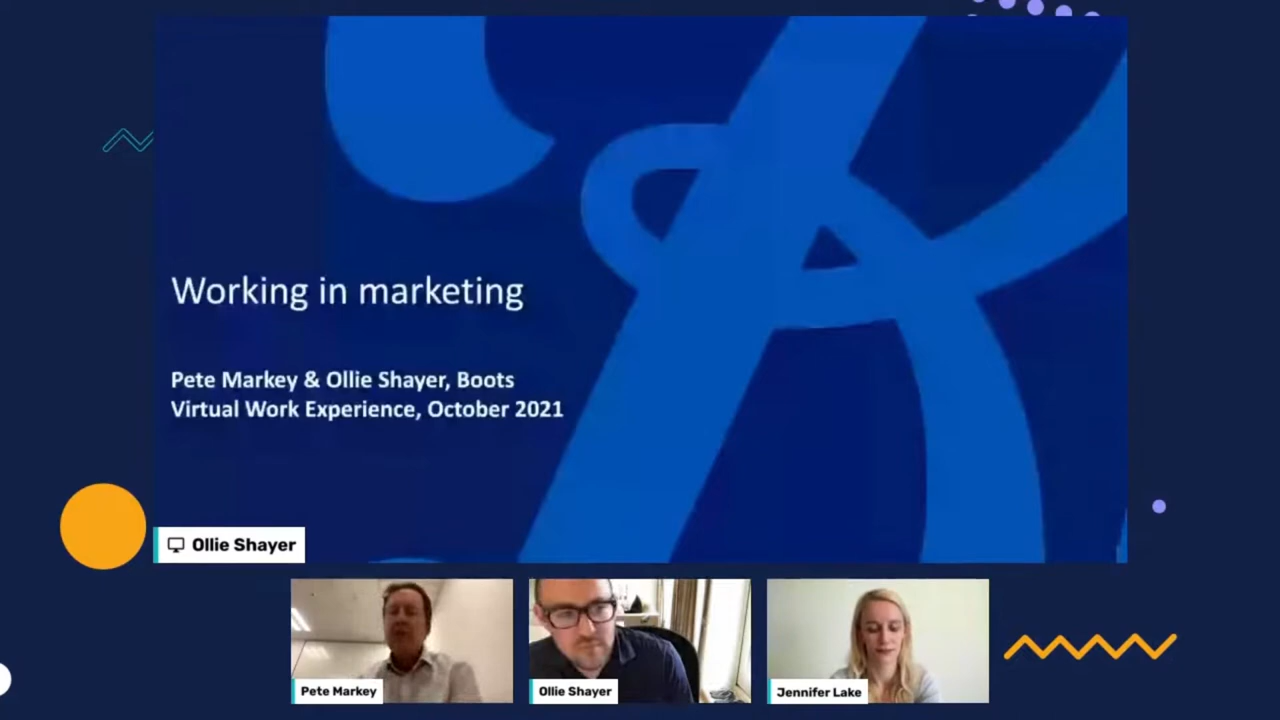 Working in marketing
Pete Markey & Ollie Shayer, Boots
Virtual Work Experience, October 2021
Ollie Shayer
Pete Markey
Ollie Shayer
Jennifer Lake